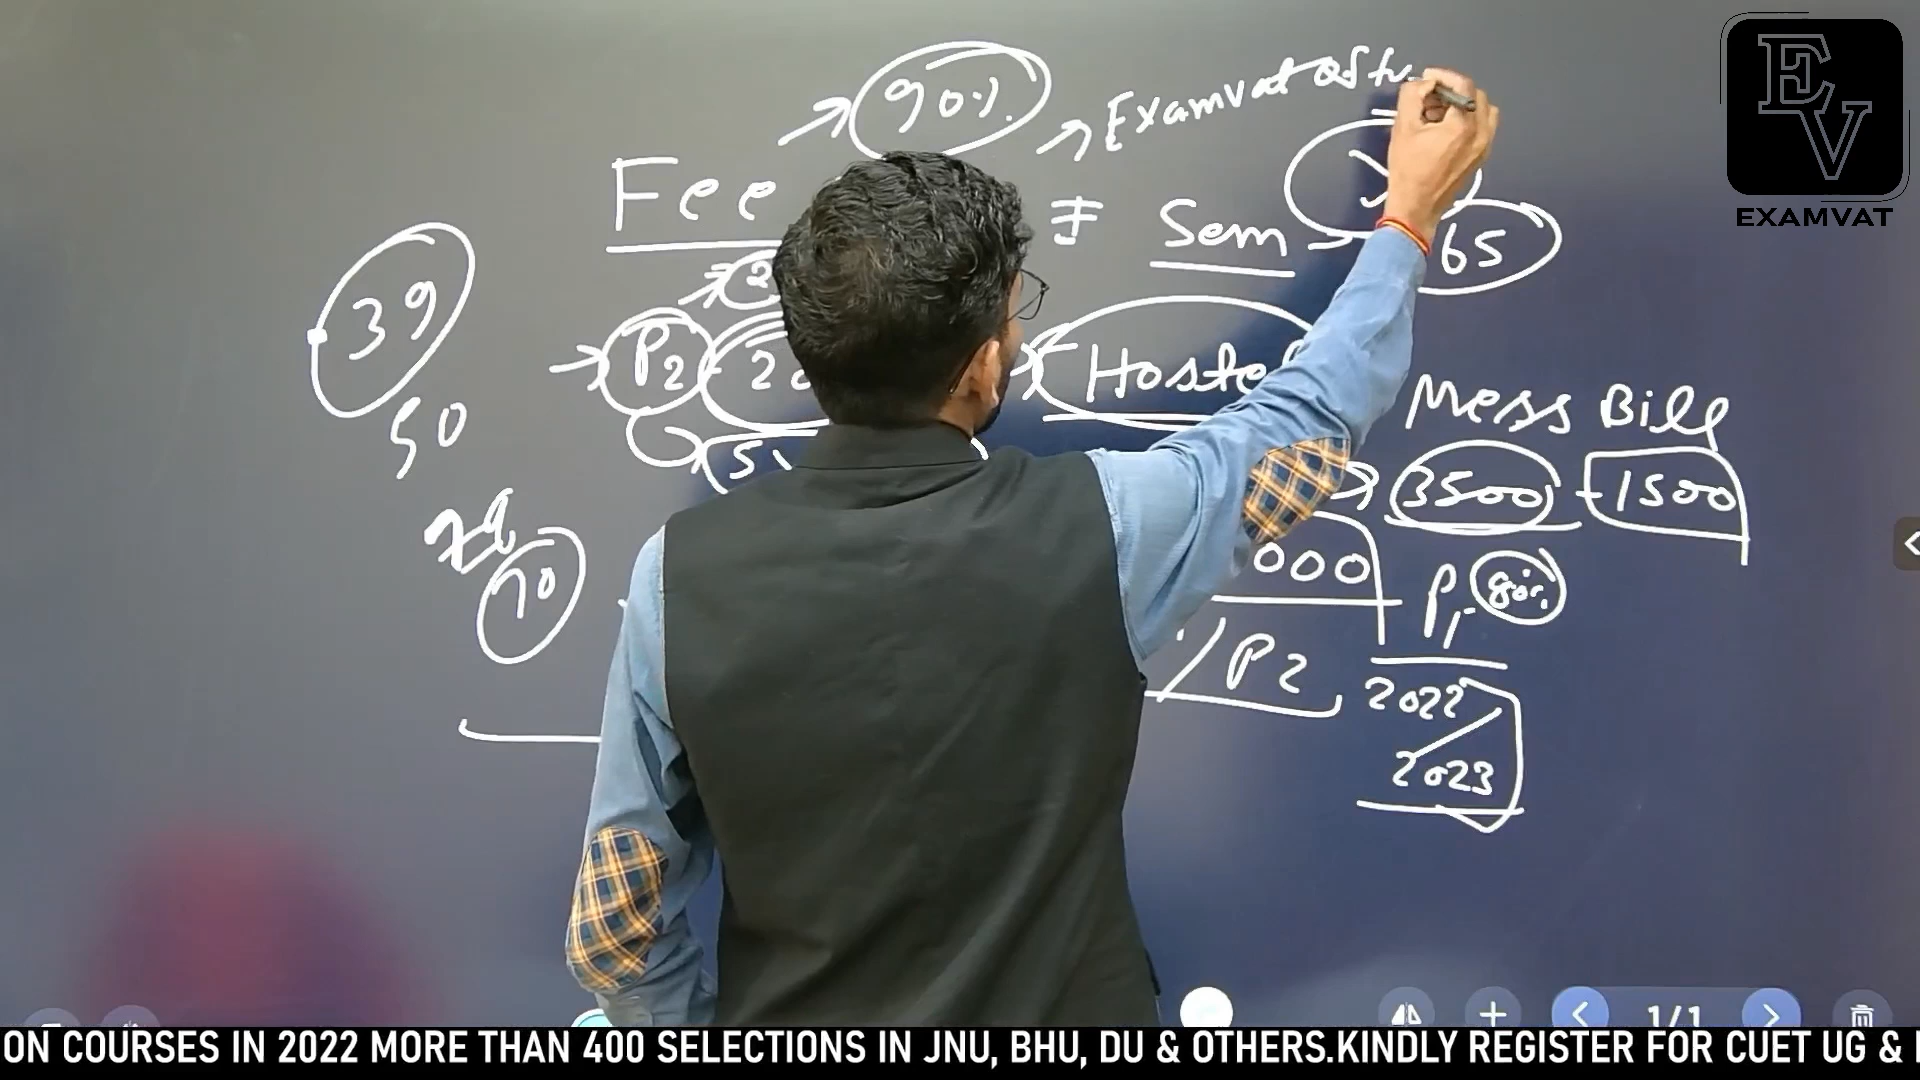 90%.
Examvat
EV
EXAMVAT
Fee
Sem
65
39
P2
Hostel
50
Mess Bill
3500 - 1500
70
000
P1 - 80%.
/ P2
2022
2023
1/1
ON COURSES IN 2022 MORE THAN 400 SELECTIONS IN JNU, BHU, DU & OTHERS.KINDLY REGISTER FOR CUET UG &